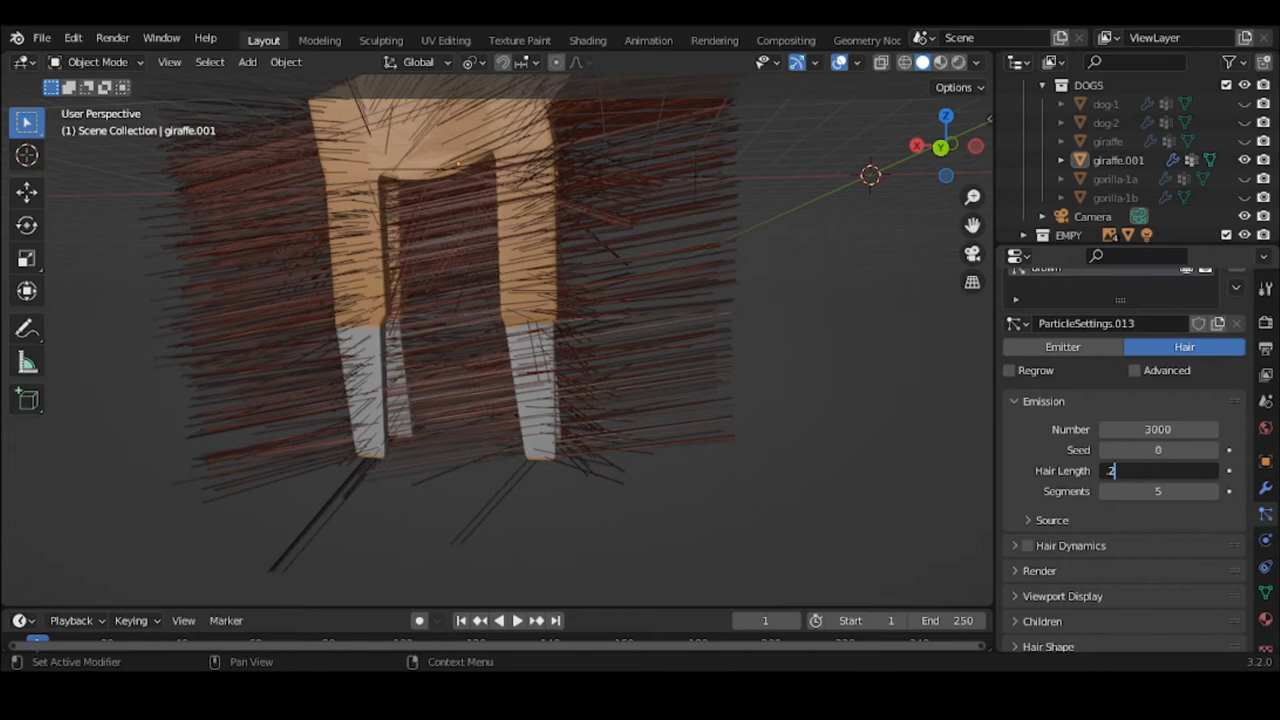 File Edit Render Window Help Layout Modeling Sculpting UV Editing Texture Paint Shading Animation Rendering Compositing Geometry Noc Scene ViewLayer
Object Mode View Select Add Object Global
Options
User Perspective
(1) Scene Collection | giraffe.001
DOGS
dog-1
dog-2
giraffe
giraffe.001
gorilla-1a
gorilla-1b
Camera
EMPY
X Y Z
Brown
ParticleSettings.013
Emitter Hair
Regrow Advanced
Emission
Number 3000
Seed 0
Hair Length .2
Segments 5
Source
Hair Dynamics
Render
Viewport Display
Children
Hair Shape
Playback Keying View Marker 1 Start 1 End 250
Set Active Modifier Pan View Context Menu 3.2.0